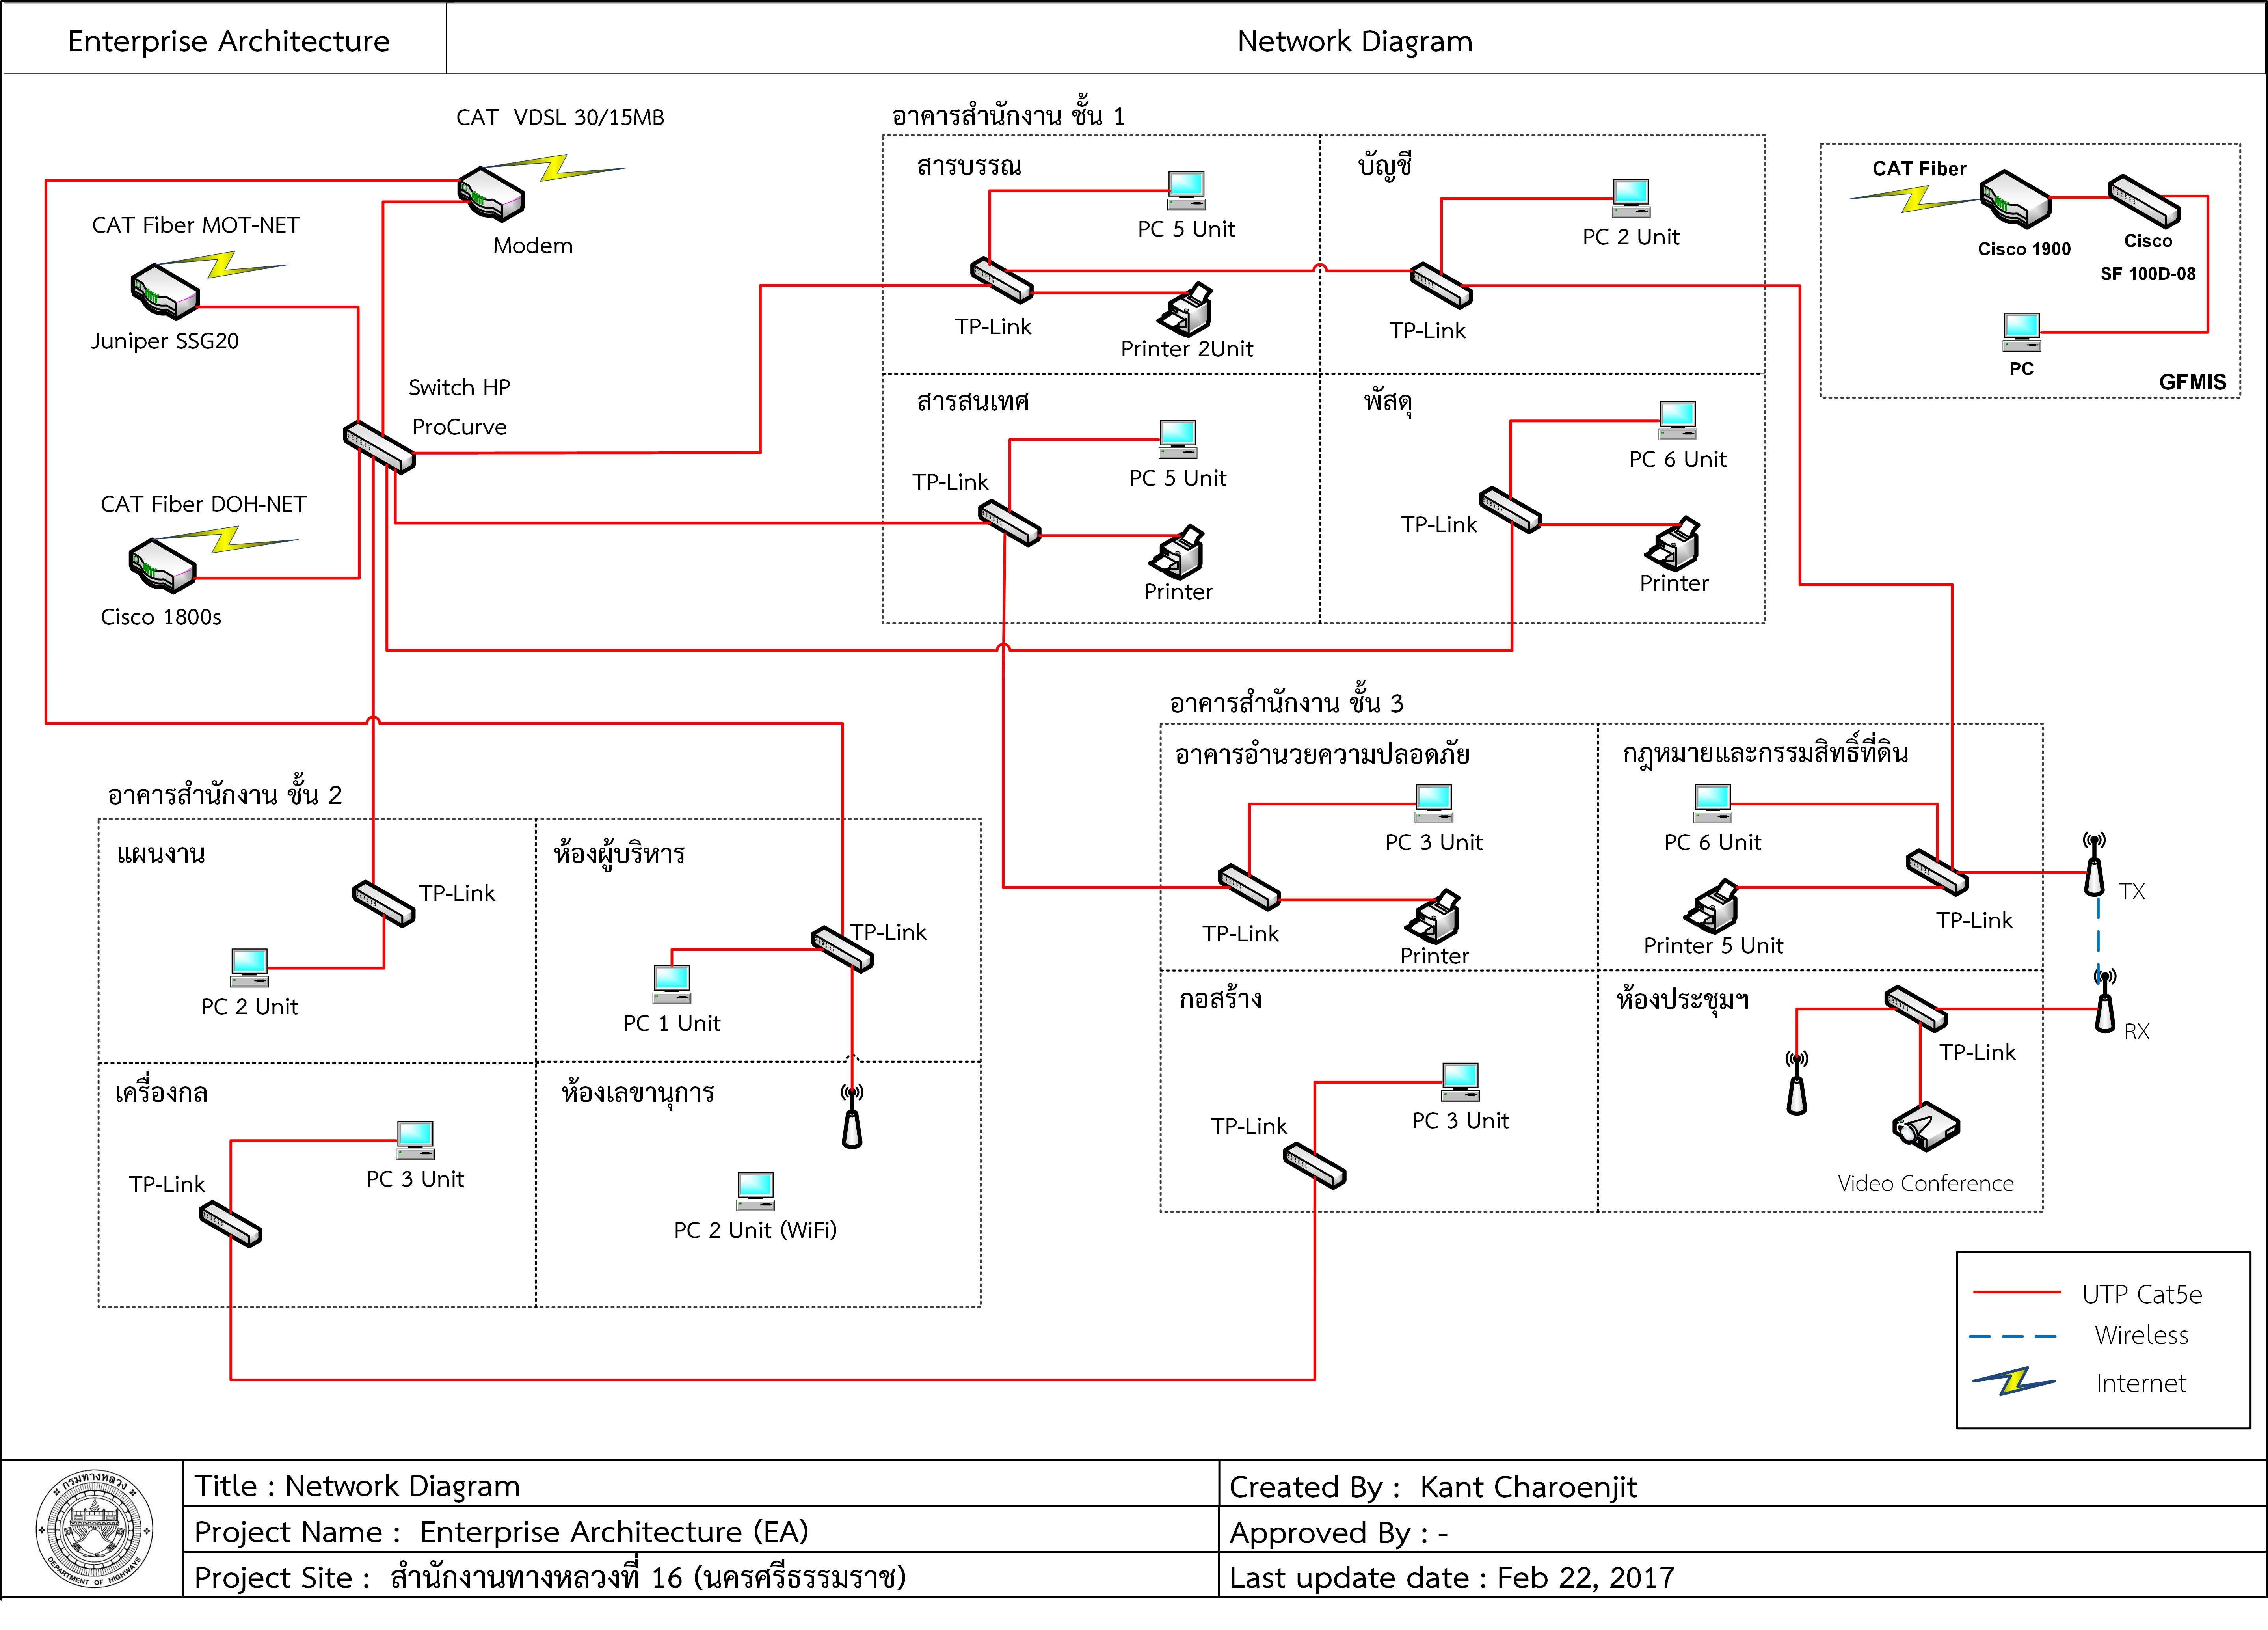 Enterprise Architecture
Network Diagram
CAT  VDSL 30/15MB
Modem
CAT Fiber MOT-NET
Juniper SSG20
Switch HP
ProCurve
CAT Fiber DOH-NET
Cisco 1800s
อาคารสำนักงาน ชั้น 1
สารบรรณ
PC 5 Unit
TP-Link
Printer 2Unit
บัญชี
PC 2 Unit
TP-Link
สารสนเทศ
PC 5 Unit
TP-Link
Printer
พัสดุ
PC 6 Unit
TP-Link
Printer
CAT Fiber
Cisco 1900
Cisco
SF 100D-08
PC
GFMIS
อาคารสำนักงาน ชั้น 2
แผนงาน
TP-Link
PC 2 Unit
ห้องผู้บริหาร
TP-Link
PC 1 Unit
เครื่องกล
PC 3 Unit
TP-Link
ห้องเลขานุการ
PC 2 Unit (WiFi)
อาคารสำนักงาน ชั้น 3
อาคารอำนวยความปลอดภัย
PC 3 Unit
TP-Link
Printer
กฎหมายและกรรมสิทธิ์ที่ดิน
PC 6 Unit
TP-Link
Printer 5 Unit
TX
RX
กอสร้าง
PC 3 Unit
TP-Link
ห้องประชุมฯ
TP-Link
Video Conference
UTP Cat5e
Wireless
Internet
กรมทางหลวง
DEPARTMENT OF HIGHWAYS
Title : Network Diagram
Created By :  Kant Charoenjit
Project Name :  Enterprise Architecture (EA)
Approved By : -
Project Site :  สำนักงานทางหลวงที่ 16 (นครศรีธรรมราช)
Last update date : Feb 22, 2017